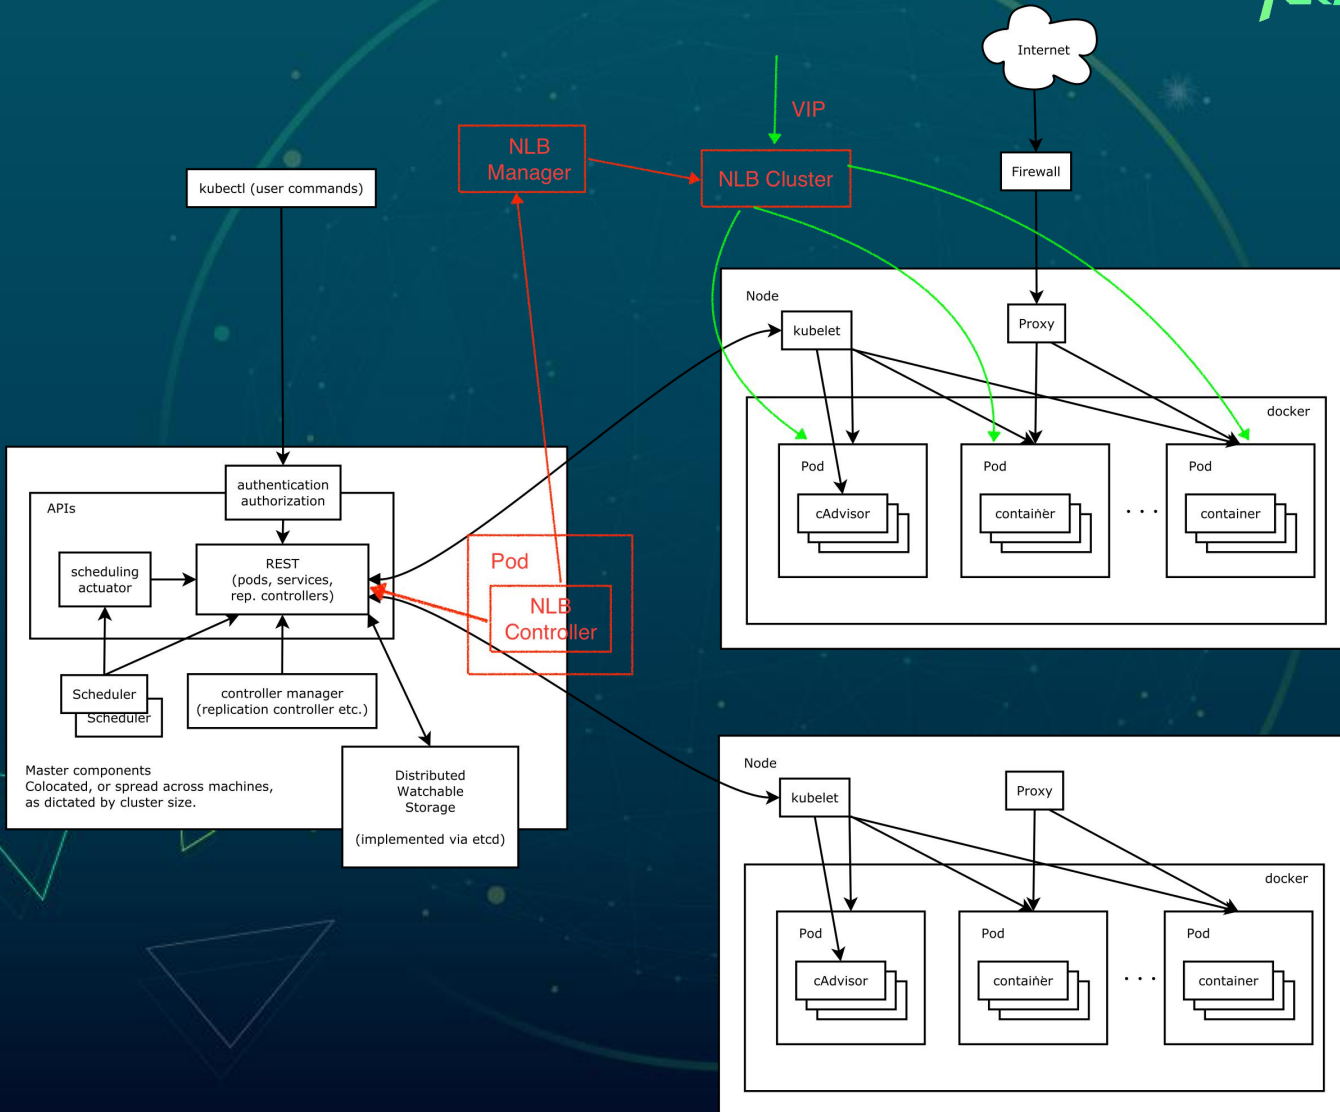 Internet
VIP
NLB
Manager
NLB Cluster
Firewall
kubectl (user commands)
Node
kubelet
Proxy
docker
Pod
cAdvisor
Pod
container
. . .
Pod
container
authentication
authorization
APIs
scheduling
actuator
REST
(pods, services,
rep. controllers)
Pod
NLB
Controller
Scheduler
Scheduler
controller manager
(replication controller etc.)
Master components
Colocated, or spread across machines,
as dictated by cluster size.
Distributed
Watchable
Storage
(implemented via etcd)
Node
kubelet
Proxy
docker
Pod
cAdvisor
Pod
container
. . .
Pod
container